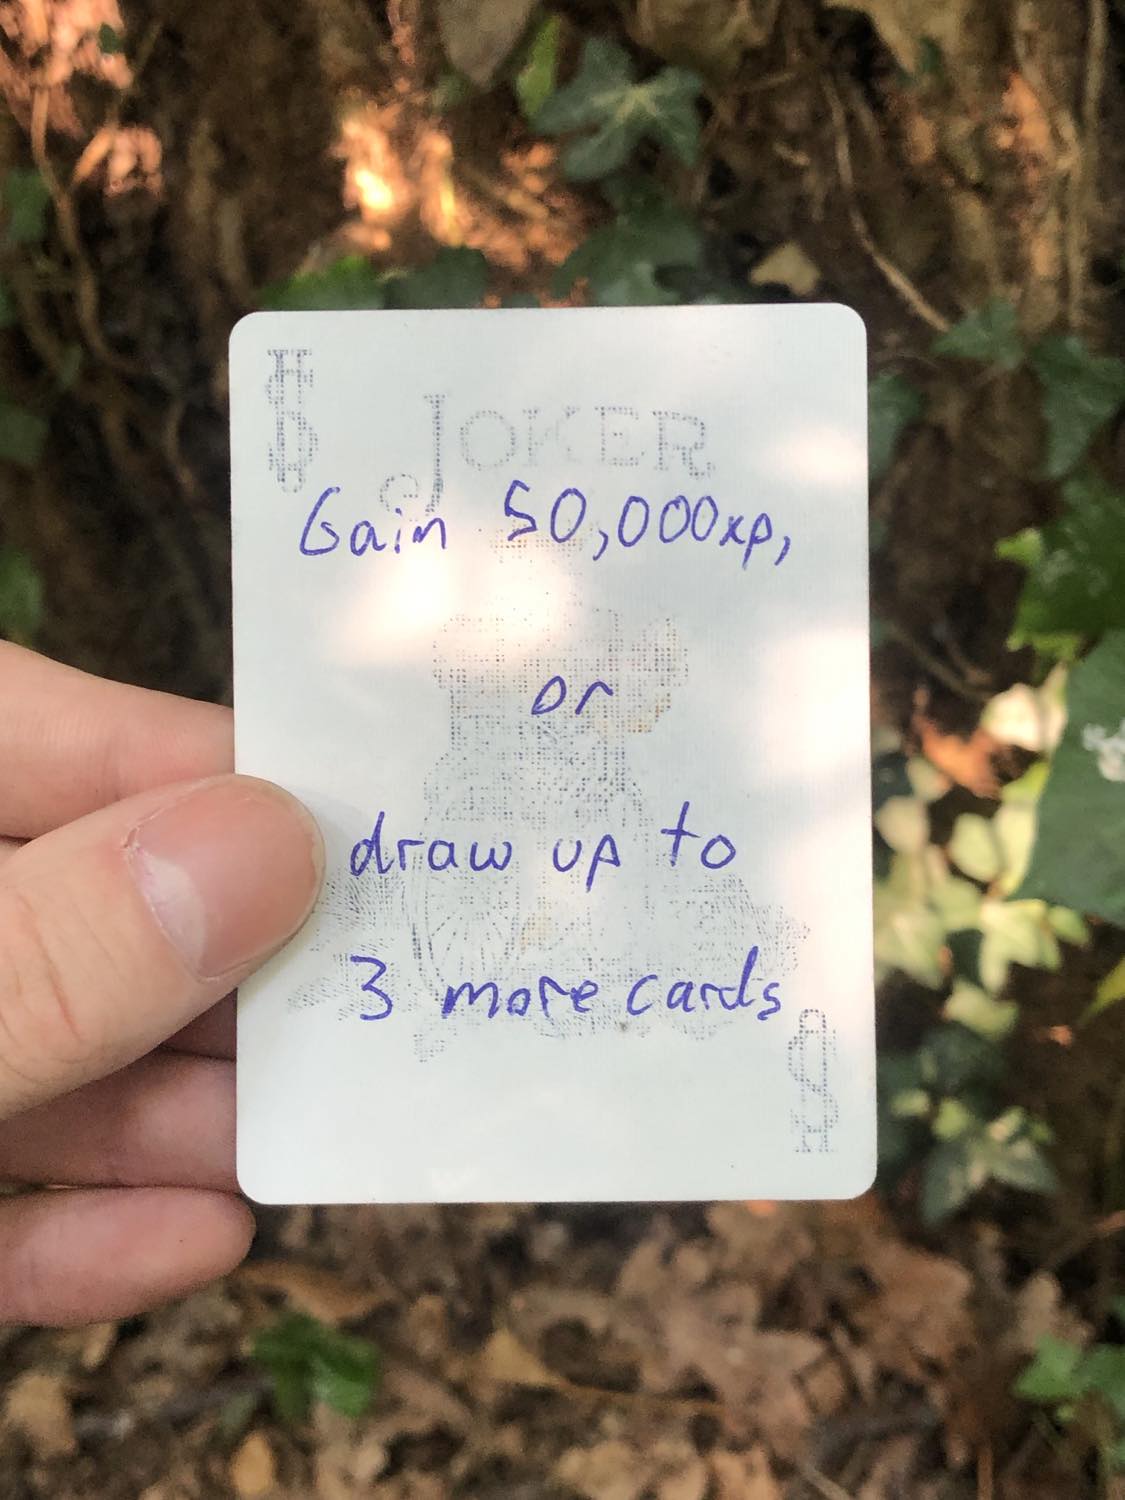 JOKER
Gain 50,000xp,
or
draw up to
3 more cards